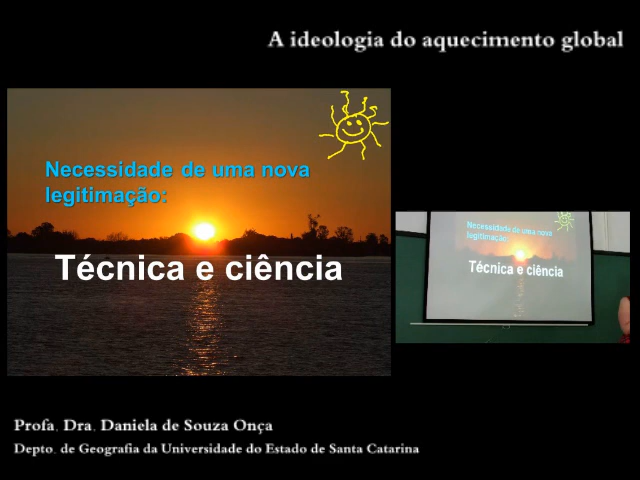 A ideologia do aquecimento global
Necessidade de uma nova
legitimação:
Técnica e ciência
Necessidade de uma nova
legitimação:
Técnica e ciência
Profa. Dra. Daniela de Souza Onça
Depto. de Geografia da Universidade do Estado de Santa Catarina